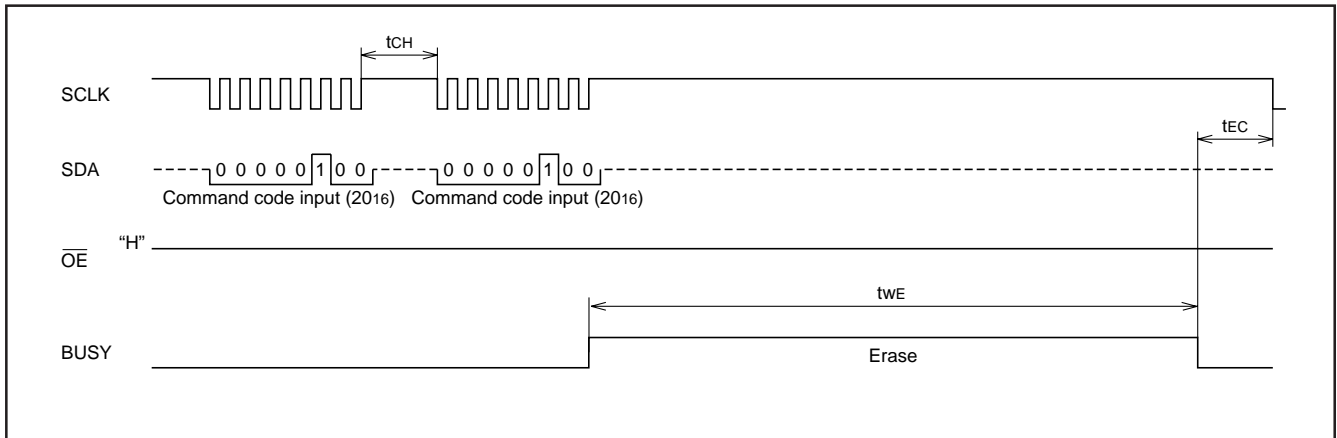 tCH
SCLK
tEC
SDA
0 0 0 0 0 1 0 0 0 0 0 0 0 1 0 0
Command code input (2016) Command code input (2016)
“H”
OE
twE
BUSY
Erase